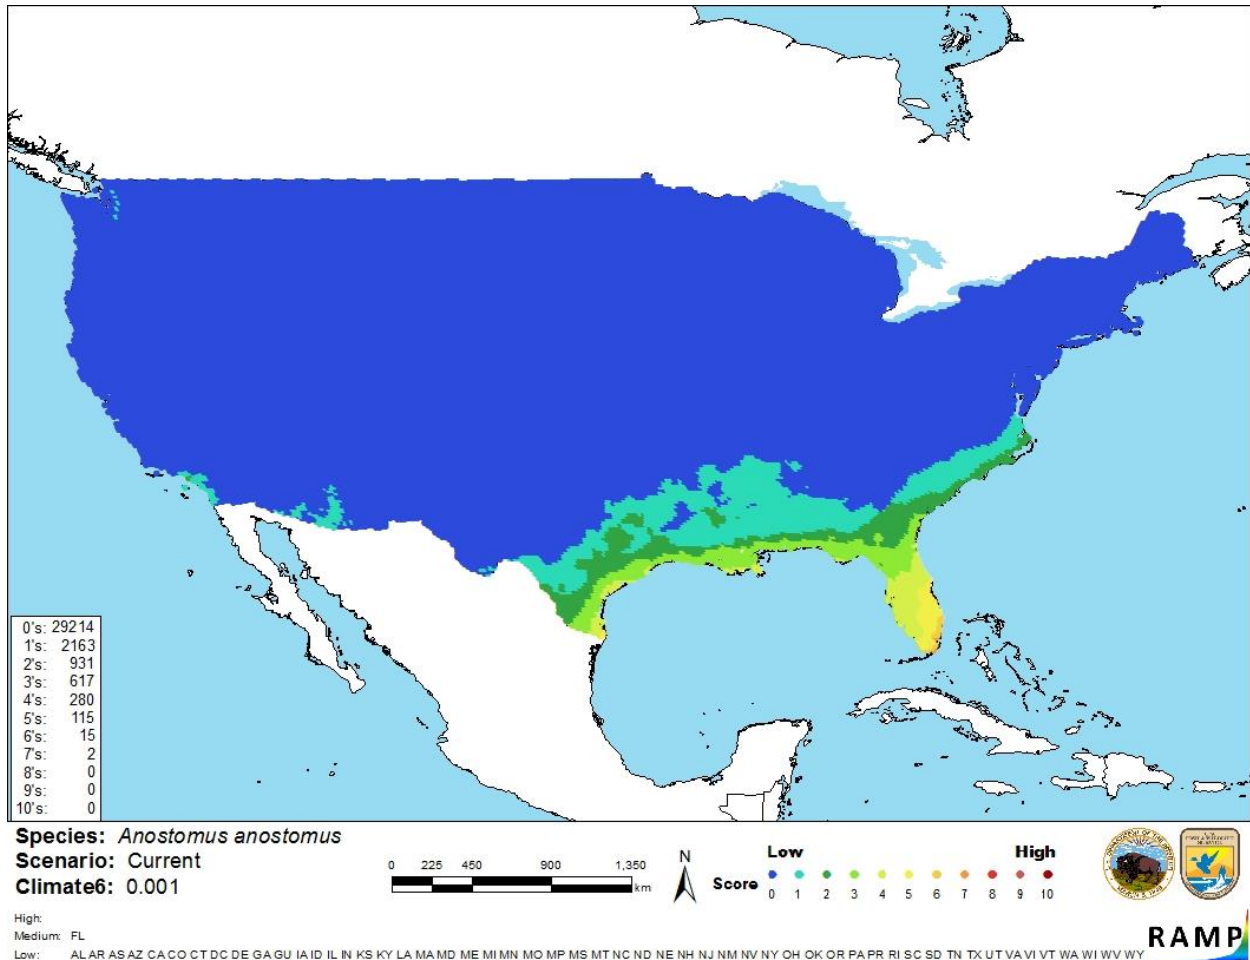 0's: 29214
1's: 2163
2's: 931
3's: 617
4's: 280
5's: 115
6's: 15
7's: 2
8's: 0
9's: 0
10's: 0
Species: Anostomus anostomus
Scenario: Current
Climate6: 0.001
0 225 450 900 1,350
km
N
Low High
Score
0 1 2 3 4 5 6 7 8 9 10
High:
Medium: FL
Low: AL AR AS AZ CA CO CT DC DE GA GU IA ID IL IN KS KY LA MA MD ME MI MN MO MP MS MT NC ND NE NH NJ NM NV NY OH OK OR PA PR RI SC SD TN TX UT VA VI VT WA WI WV WY
RAMP